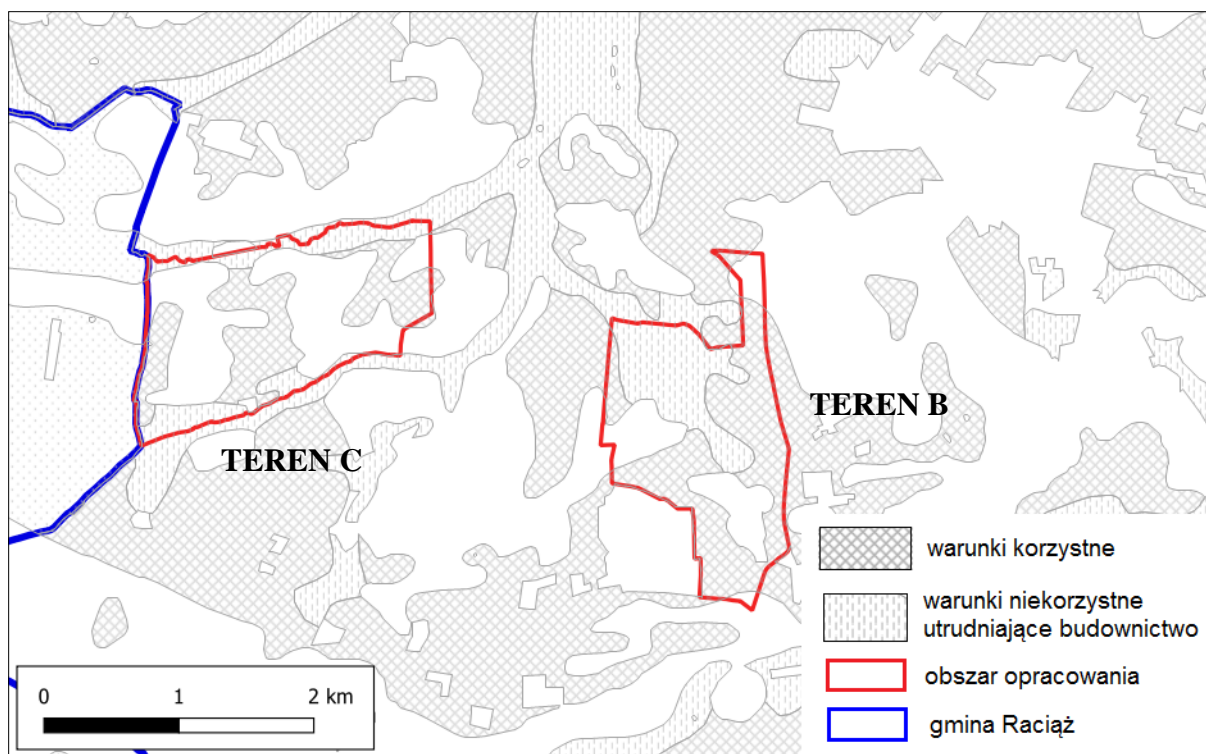 TEREN B
TEREN C
warunki korzystne
warunki niekorzystne
utrudniające budownictwo
obszar opracowania
gmina Raciąż
0 1 2 km